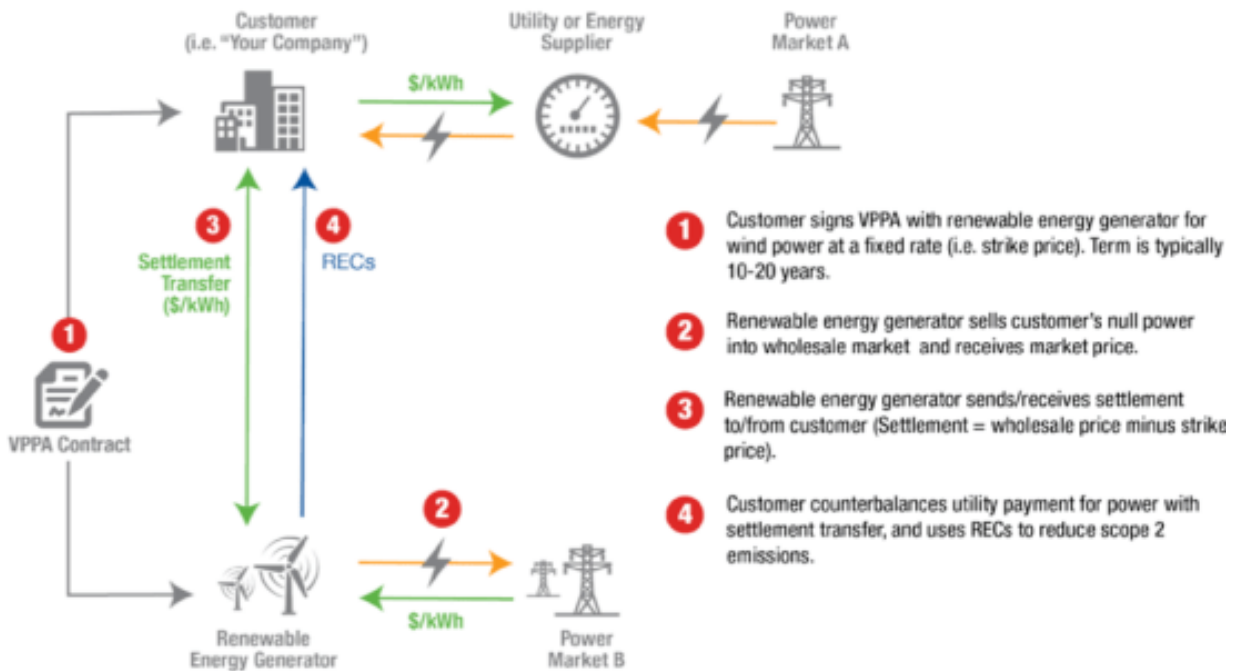 Customer
(i.e. “Your Company”)
Utility or Energy
Supplier
Power
Market A
$/kWh
3
Settlement
Transfer
($/kWh)
4
RECs
1
VPPA Contract
1
Customer signs VPPA with renewable energy generator for
wind power at a fixed rate (i.e. strike price). Term is typically
10-20 years.
2
Renewable energy generator sells customer’s null power
into wholesale market and receives market price.
3
Renewable energy generator sends/receives settlement
to/from customer (Settlement = wholesale price minus strike
price).
4
Customer counterbalances utility payment for power with
settlement transfer, and uses RECs to reduce scope 2
emissions.
2
$/kWh
Renewable
Energy Generator
Power
Market B